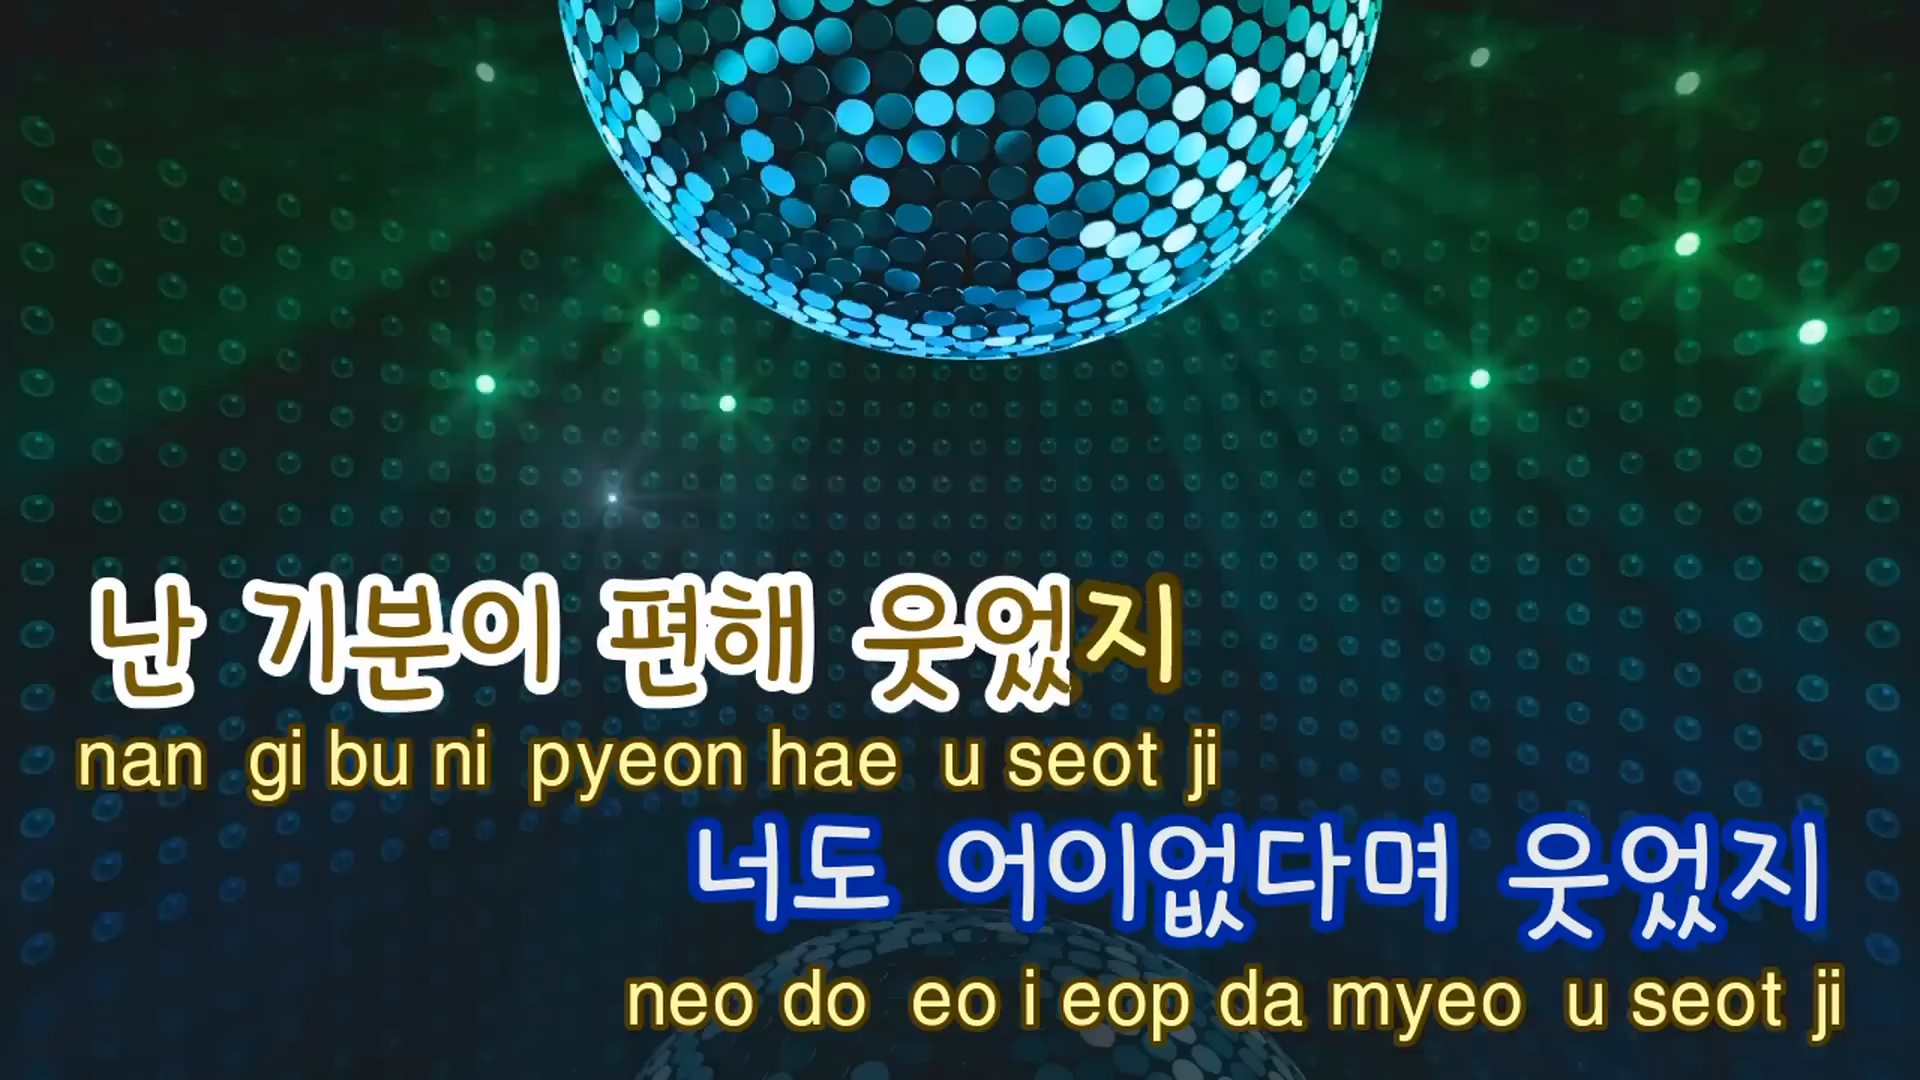 난 기분이 편해 웃었지
nan gi bu ni pyeon hae u seot ji
너도 어이없다며 웃었지
neo do eo i eop da myeo u seot ji